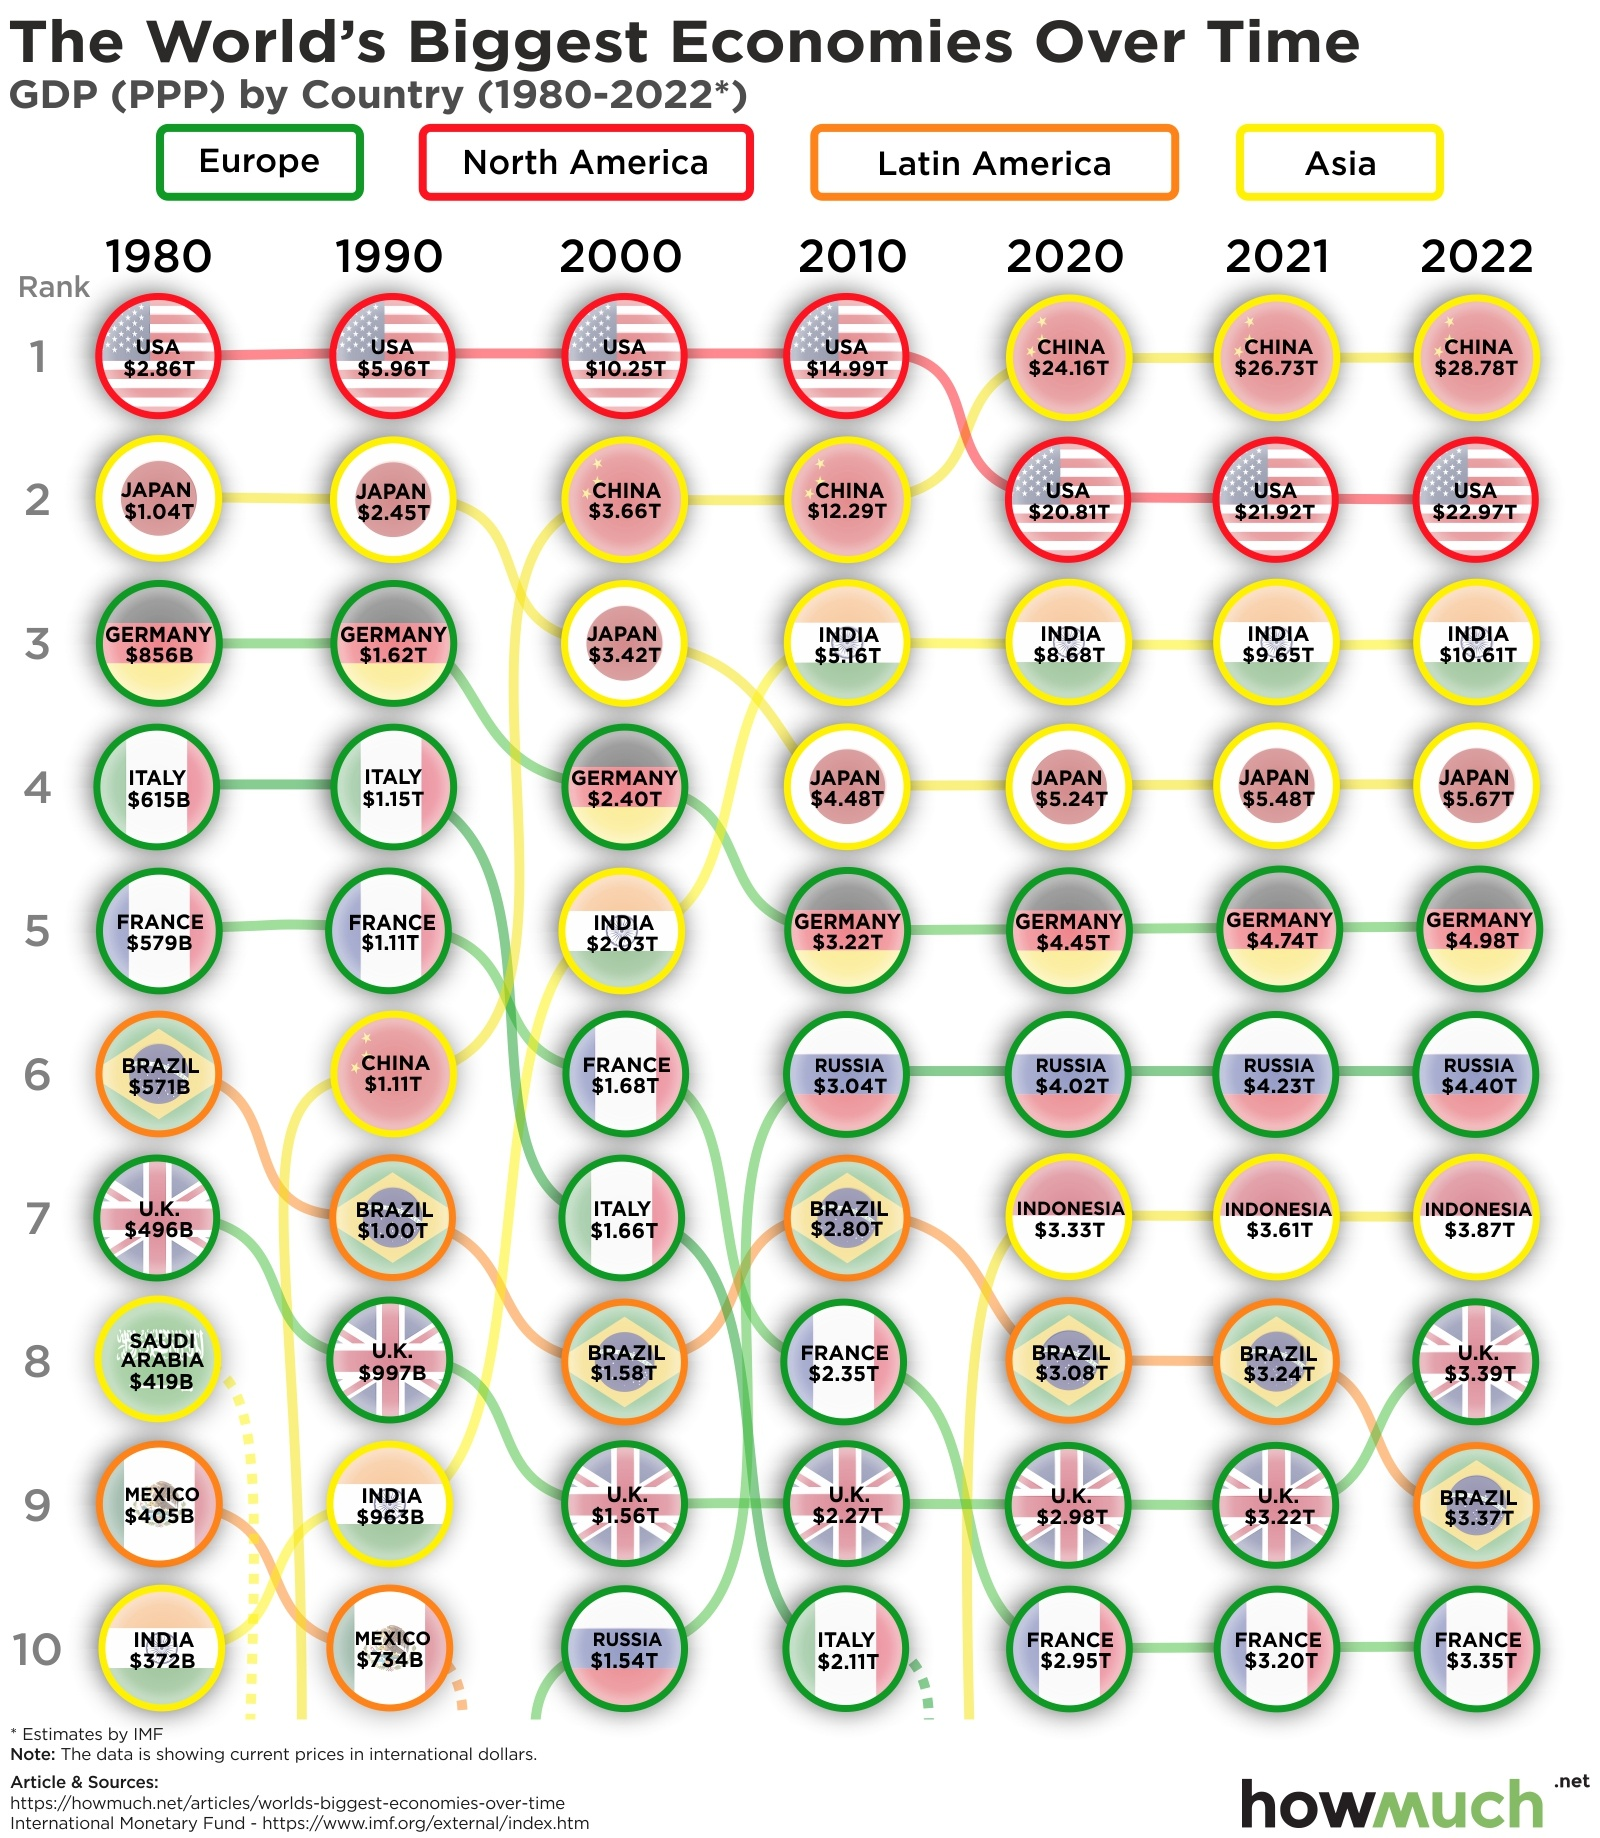 The World's Biggest Economies Over Time
GDP (PPP) by Country (1980-2022*)
Europe
North America
Latin America
Asia
1980
1990
2000
2010
2020
2021
2022
Rank
1
USA
$2.86T
USA
$5.96T
USA
$10.25T
USA
$14.99T
CHINA
$24.16T
CHINA
$26.73T
CHINA
$28.78T
2
JAPAN
$1.04T
JAPAN
$2.45T
CHINA
$3.66T
CHINA
$12.29T
USA
$20.81T
USA
$21.92T
USA
$22.97T
3
GERMANY
$856B
GERMANY
$1.62T
JAPAN
$3.42T
INDIA
$5.16T
INDIA
$8.68T
INDIA
$9.65T
INDIA
$10.61T
4
ITALY
$615B
ITALY
$1.15T
GERMANY
$2.40T
JAPAN
$4.48T
JAPAN
$5.24T
JAPAN
$5.48T
JAPAN
$5.67T
5
FRANCE
$579B
FRANCE
$1.11T
INDIA
$2.03T
GERMANY
$3.22T
GERMANY
$4.45T
GERMANY
$4.74T
GERMANY
$4.98T
6
BRAZIL
$571B
CHINA
$1.11T
FRANCE
$1.68T
RUSSIA
$3.04T
RUSSIA
$4.02T
RUSSIA
$4.23T
RUSSIA
$4.40T
7
U.K.
$496B
BRAZIL
$1.00T
ITALY
$1.66T
BRAZIL
$2.80T
INDONESIA
$3.33T
INDONESIA
$3.61T
INDONESIA
$3.87T
8
SAUDI
ARABIA
$419B
U.K.
$997B
BRAZIL
$1.58T
FRANCE
$2.35T
BRAZIL
$3.08T
BRAZIL
$3.24T
U.K.
$3.39T
9
MEXICO
$405B
INDIA
$963B
U.K.
$1.56T
U.K.
$2.27T
U.K.
$2.98T
U.K.
$3.22T
BRAZIL
$3.37T
10
INDIA
$372B
MEXICO
$734B
RUSSIA
$1.54T
ITALY
$2.11T
FRANCE
$2.95T
FRANCE
$3.20T
FRANCE
$3.35T
* Estimates by IMF
Note: The data is showing current prices in international dollars.
Article & Sources:
https://howmuch.net/articles/worlds-biggest-economies-over-time
International Monetary Fund - https://www.imf.org/external/index.htm
howmuch.net